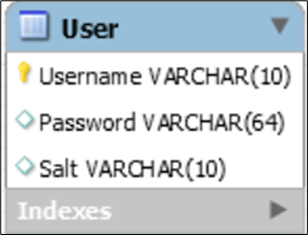 User
Username VARCHAR(10)
Password VARCHAR(64)
Salt VARCHAR(10)
Indexes